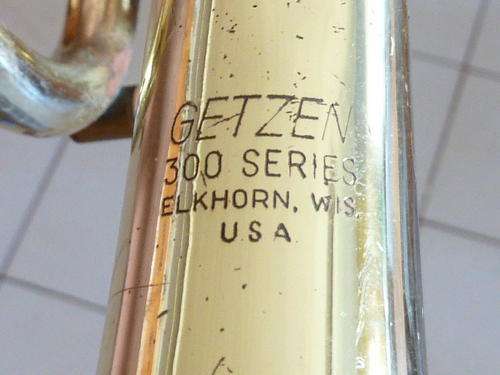 GETZEN
300 SERIES
ELKHORN, WIS
USA